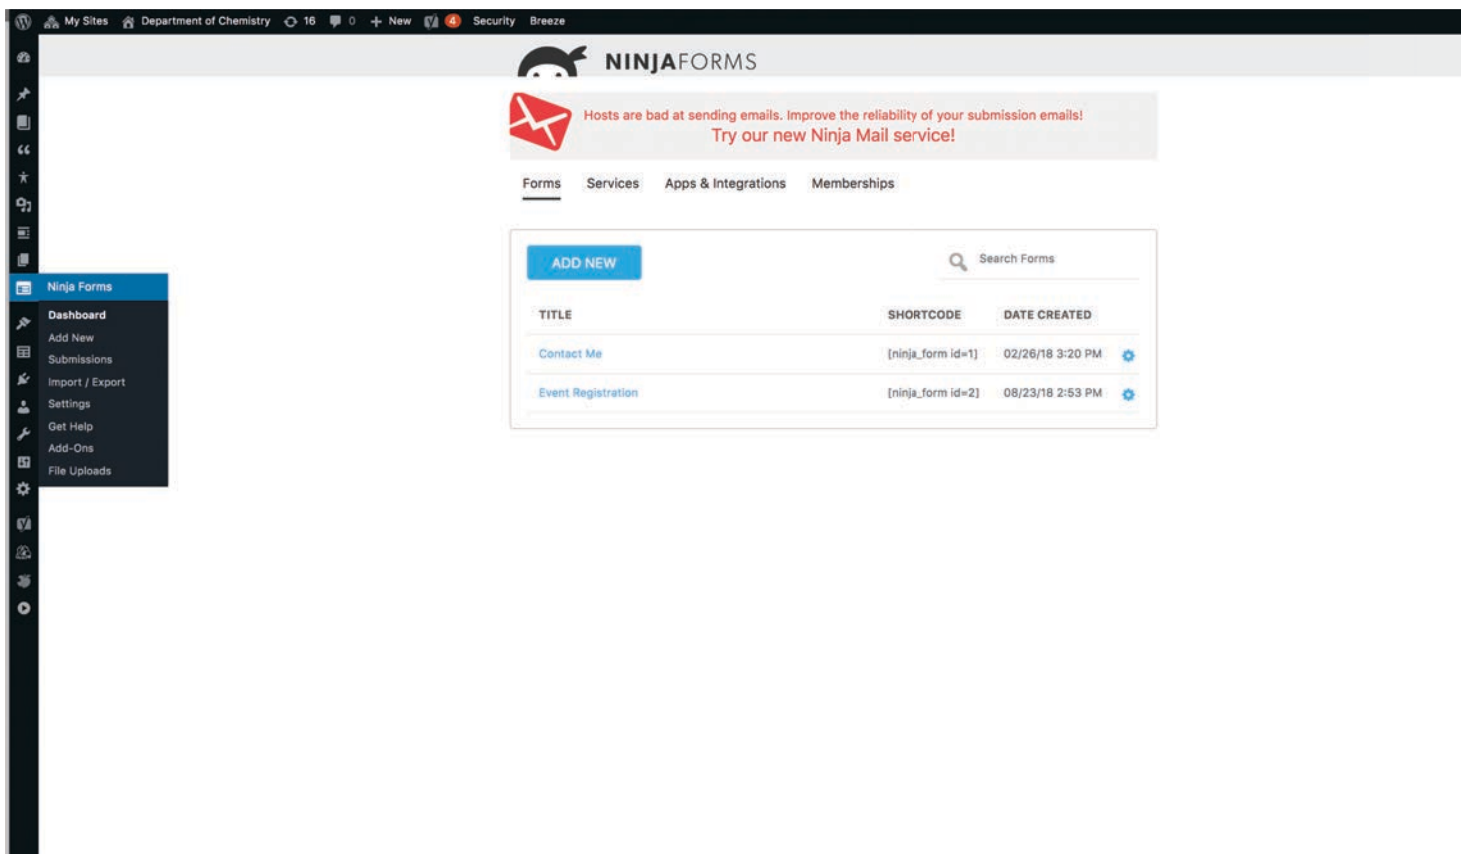 My Sites Department of Chemistry 16 0 New 4 Security Breeze
NINJAFORMS
Hosts are bad at sending emails. Improve the reliability of your submission emails!
Try our new Ninja Mail service!
Forms Services Apps & Integrations Memberships
ADD NEW Search Forms
TITLE SHORTCODE DATE CREATED
Contact Me [ninja_form id=1] 02/26/18 3:20 PM
Event Registration [ninja_form id=2] 08/23/18 2:53 PM
Ninja Forms
Dashboard
Add New
Submissions
Import / Export
Settings
Get Help
Add-Ons
File Uploads